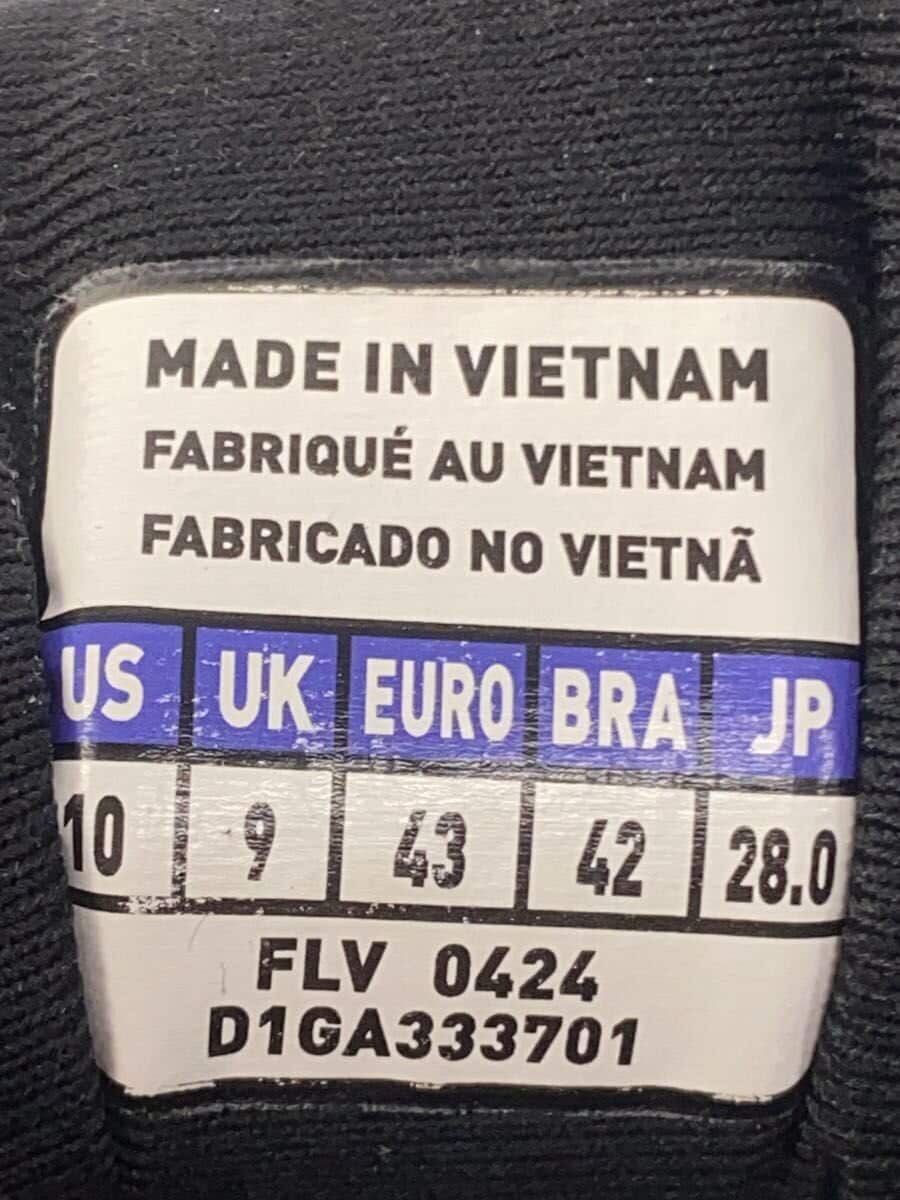 MADE IN VIETNAM
FABRIQUÉ AU VIETNAM
FABRICADO NO VIETNÃ
US UK EURO BRA JP
10 9 43 42 28.0
FLV 0424
D1GA333701